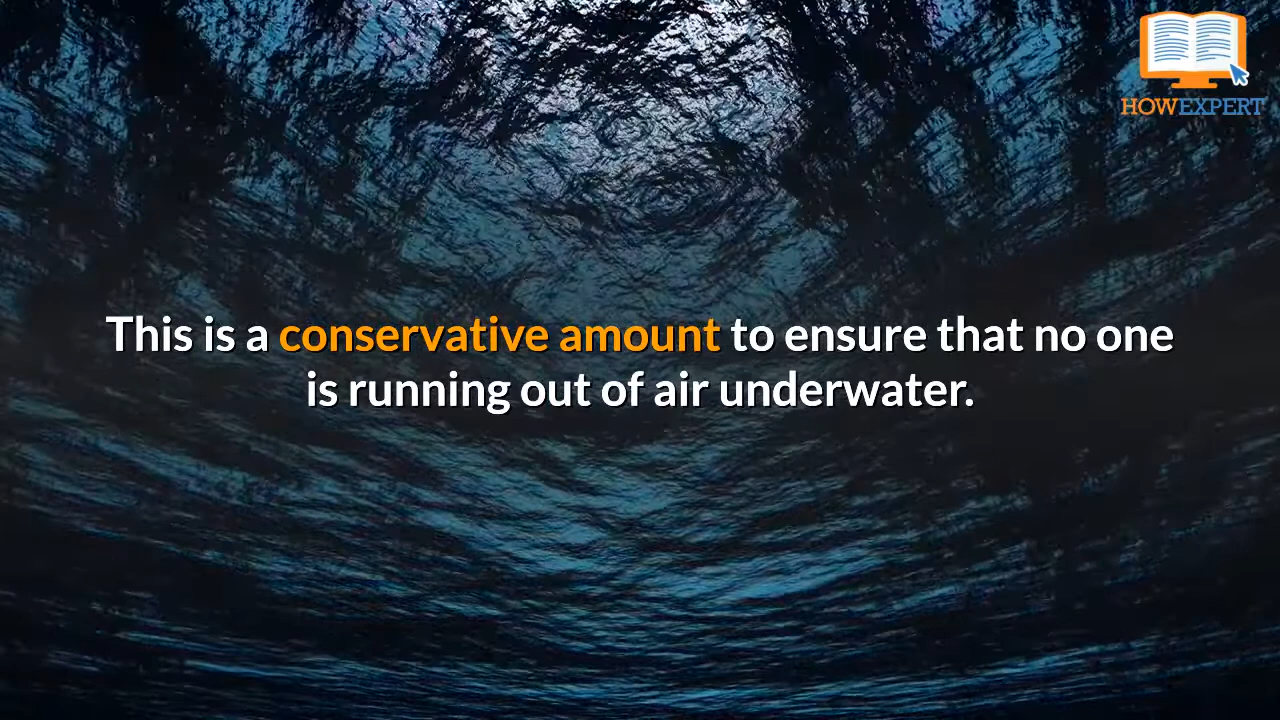 HOWEXPERT
This is a conservative amount to ensure that no one
is running out of air underwater.